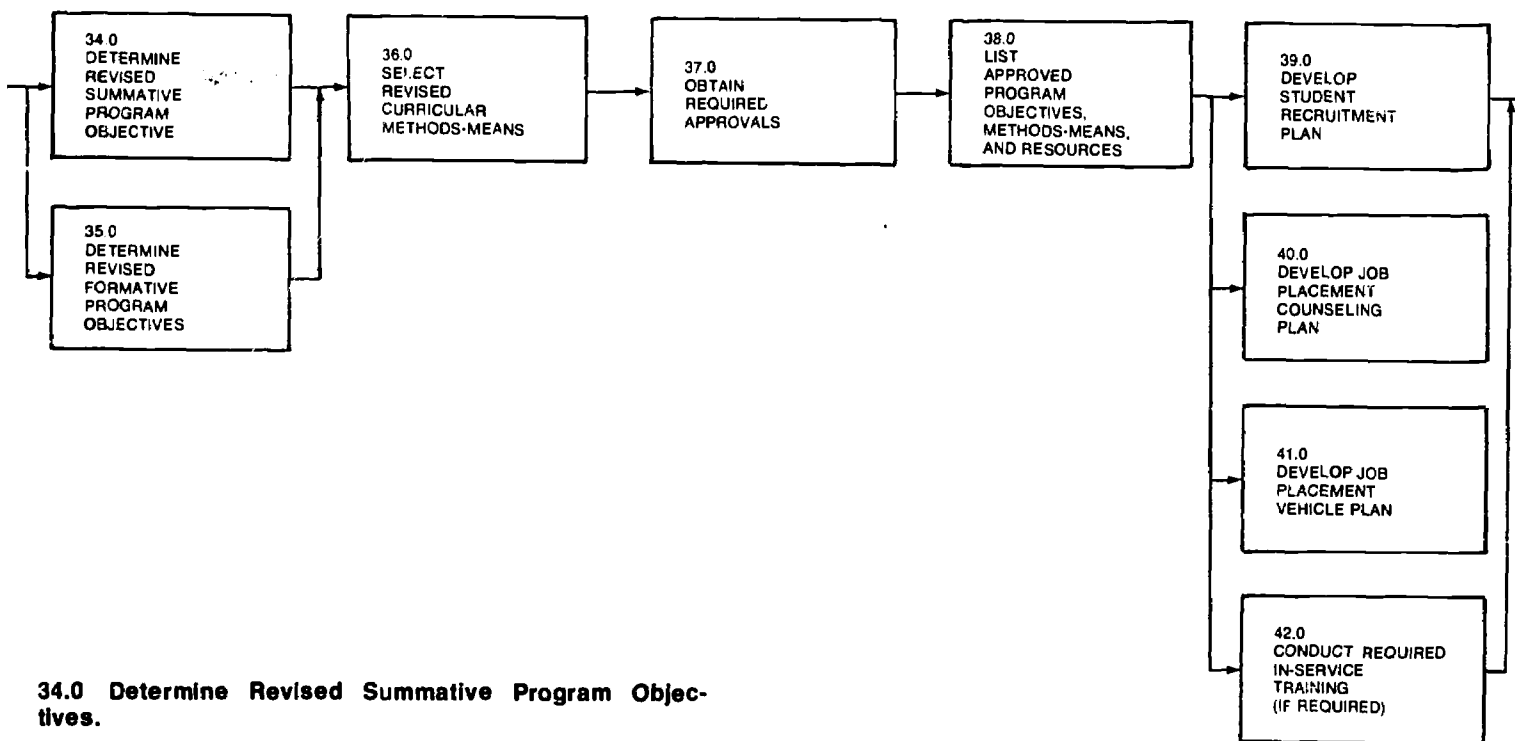 34.0
DETERMINE
REVISED
SUMMATIVE
PROGRAM
OBJECTIVE
35.0
DETERMINE
REVISED
FORMATIVE
PROGRAM
OBJECTIVES
36.0
SELECT
REVISED
CURRICULAR
METHODS-MEANS
37.0
OBTAIN
REQUIRED
APPROVALS
38.0
LIST
APPROVED
PROGRAM
OBJECTIVES,
METHODS-MEANS,
AND RESOURCES
39.0
DEVELOP
STUDENT
RECRUITMENT
PLAN
40.0
DEVELOP JOB
PLACEMENT
COUNSELING
PLAN
41.0
DEVELOP JOB
PLACEMENT
VEHICLE PLAN
42.0
CONDUCT REQUIRED
IN-SERVICE
TRAINING
(IF REQUIRED)
34.0 Determine Revised Summative Program Objec-
tives.